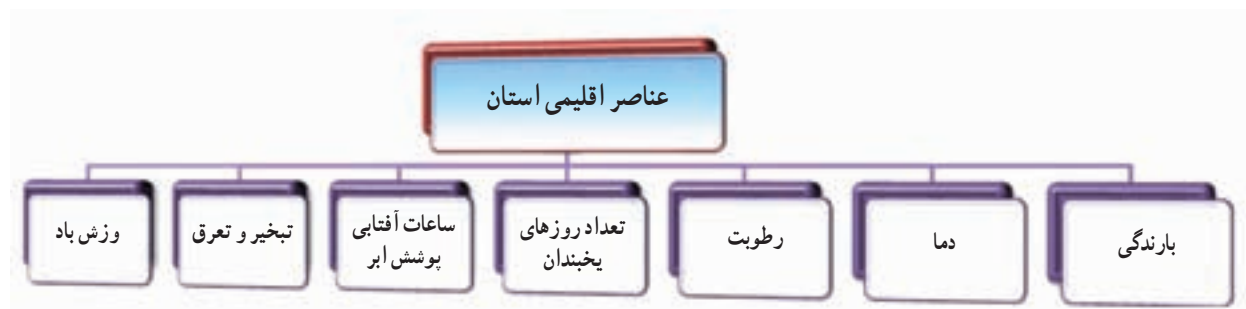 عناصر اقلیمی استان
بارندگی
دما
رطوبت
تعداد روزهای
یخبندان
ساعات آفتابی
پوشش ابر
تبخیر و تعرق
وزش باد